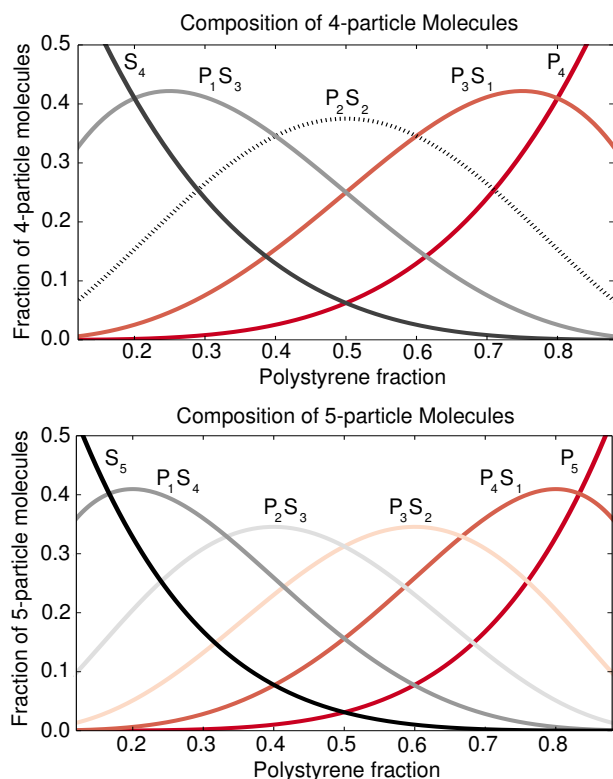 Composition of 4-particle Molecules
Fraction of 4-particle molecules
0.5
0.4
0.3
0.2
0.1
0.0
S4
P1S3
P2S2
P3S1
P4
0.2 0.3 0.4 0.5 0.6 0.7 0.8
Polystyrene fraction
Composition of 5-particle Molecules
Fraction of 5-particle molecules
0.5
0.4
0.3
0.2
0.1
0.0
S5
P1S4
P2S3
P3S2
P4S1
P5
0.2 0.3 0.4 0.5 0.6 0.7 0.8
Polystyrene fraction